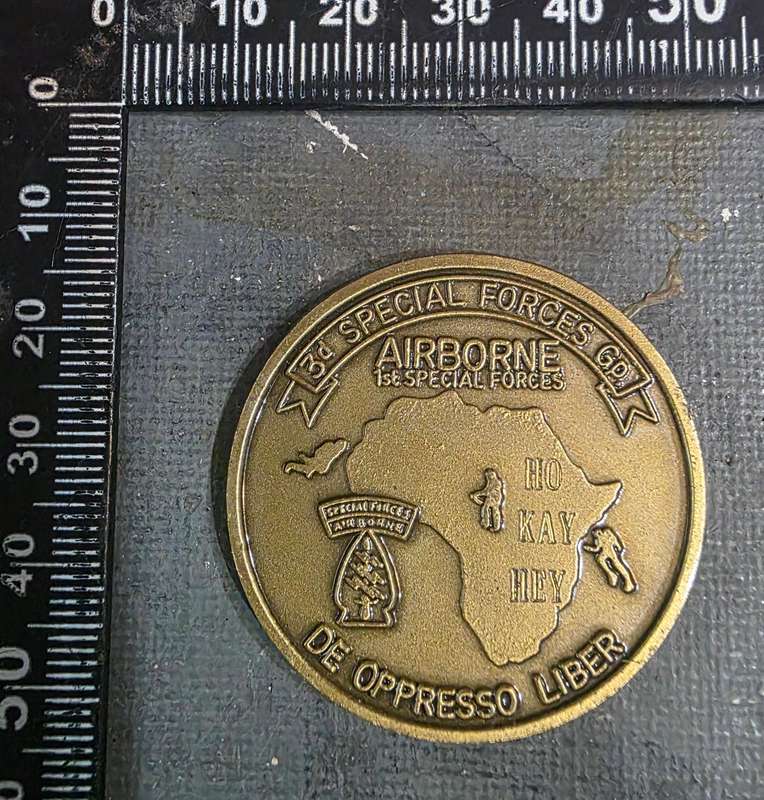 0 10 20 30 40 50
0
10
20
30
40
50
3d SPECIAL FORCES GP.
AIRBORNE
1st SPECIAL FORCES
HO
KAY
HEY
SPECIAL FORCES
AIRBORNE
DE OPPRESSO LIBER